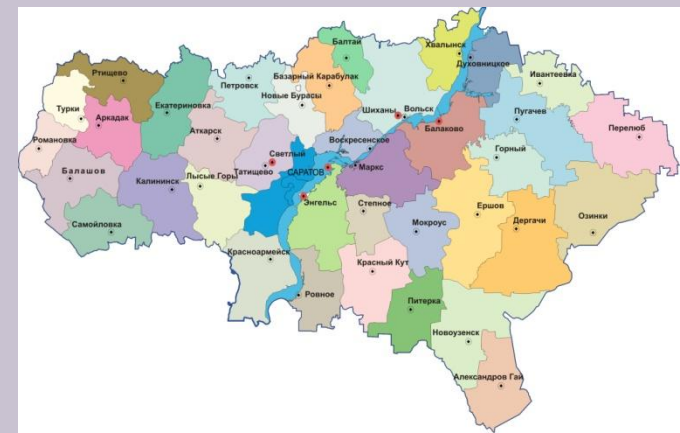 Балтай
Хвалынск
Ртищево
Духовницкое
Петровск
Базарный Карабулак
Ивантеевка
Турки
Екатериновка
Новые Бурасы
Шиханы
Вольск
Пугачев
Аркадак
Балаково
Перелюб
Аткарск
Романовка
Светлый
Воскресенское
Горный
Балашов
Татищево
САРАТОВ
Маркс
Калининск
Лысые Горы
Энгельс
Степное
Ершов
Озинки
Самойловка
Мокроус
Дергачи
Красноармейск
Красный Кут
Ровное
Питерка
Новоузенск
Александров Гай